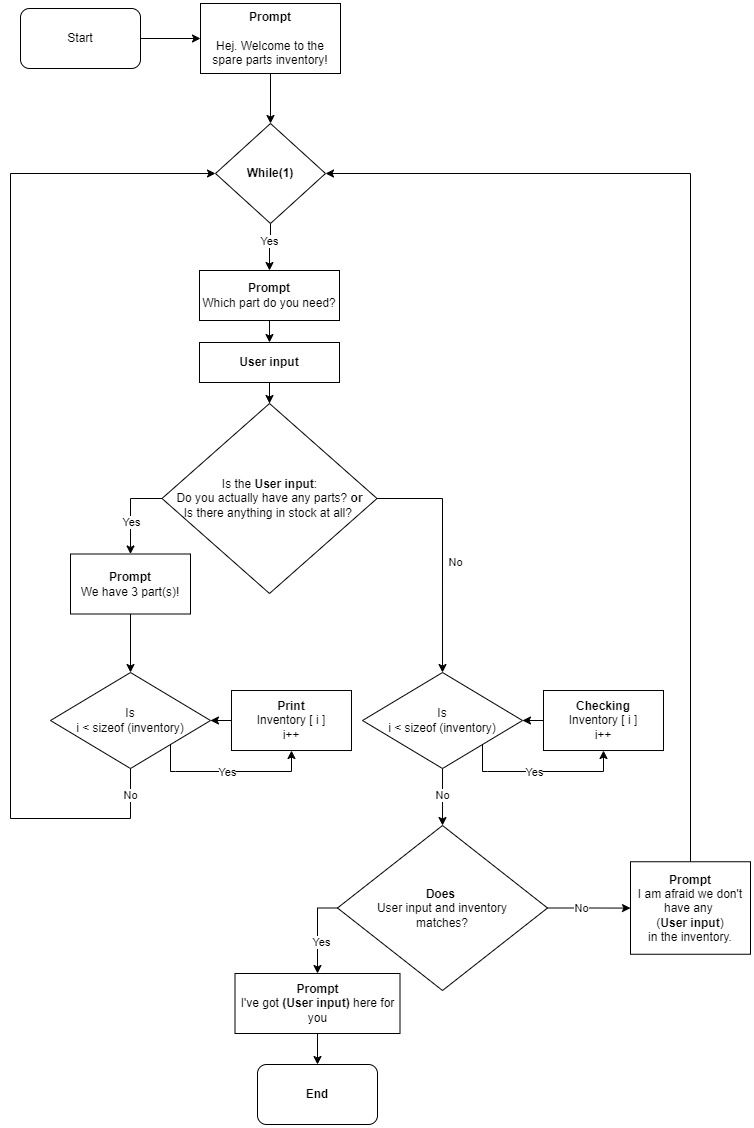 Start
Prompt
Hej. Welcome to the
spare parts inventory!
While(1)
Yes
Prompt
Which part do you need?
User input
Is the User input:
Do you actually have any parts? or
Is there anything in stock at all?
Yes
No
Prompt
We have 3 part(s)!
Is
i < sizeof (inventory)
Print
Inventory [ i ]
i++
Yes
No
Is
i < sizeof (inventory)
Checking
Inventory [ i ]
i++
Yes
No
Does
User input and inventory
matches?
No
Prompt
I am afraid we don't
have any
(User input)
in the inventory.
Yes
Prompt
I've got (User input) here for
you
End